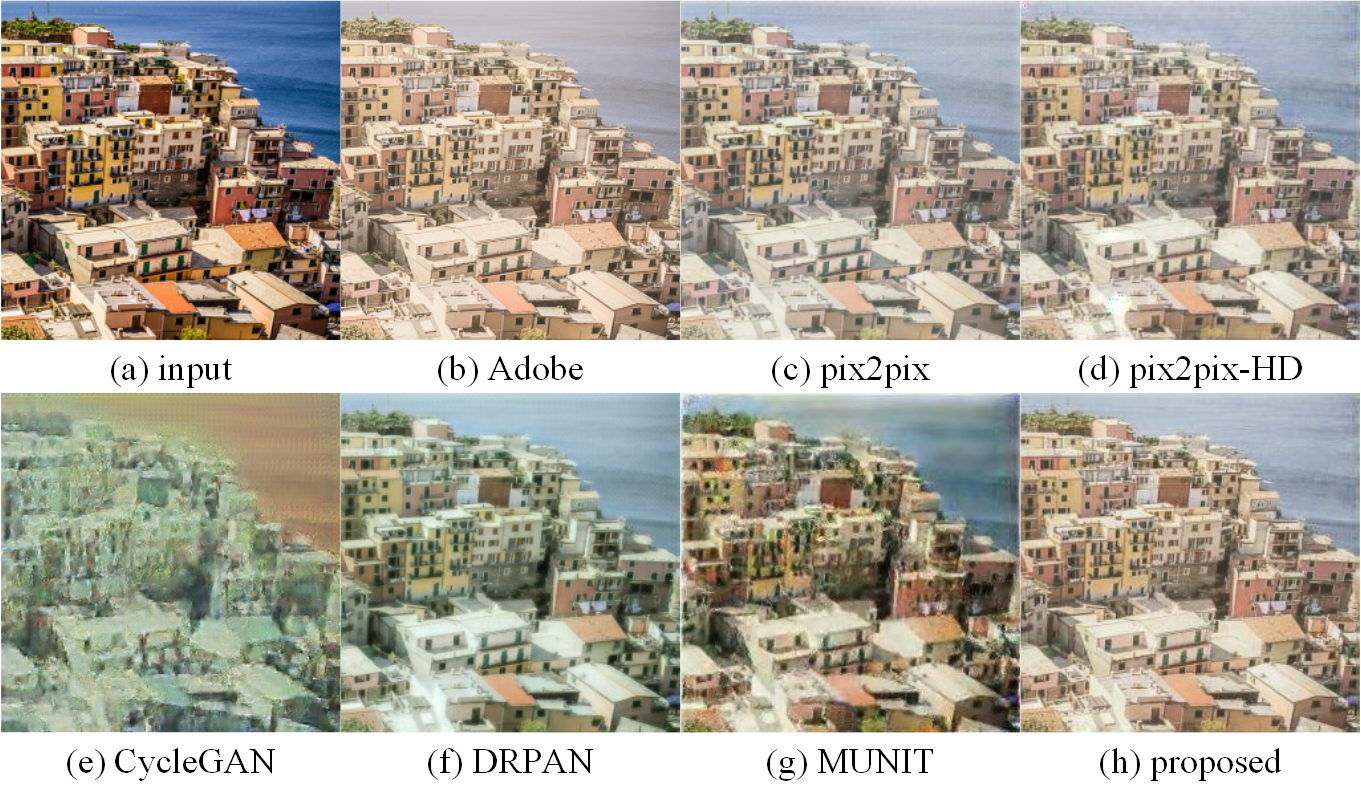 (a) input
(b) Adobe
(c) pix2pix
(d) pix2pix-HD
(e) CycleGAN
(f) DRPAN
(g) MUNIT
(h) proposed